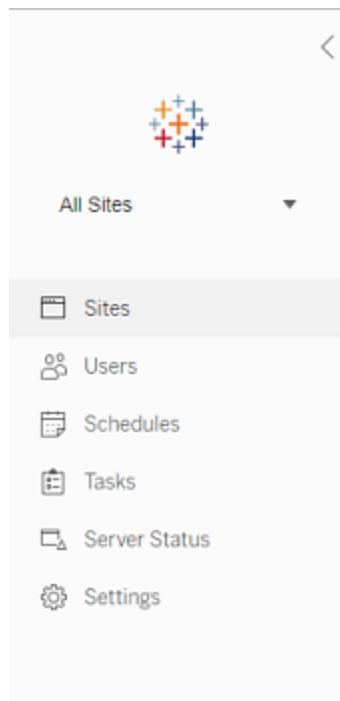 All Sites
Sites
Users
Schedules
Tasks
Server Status
Settings